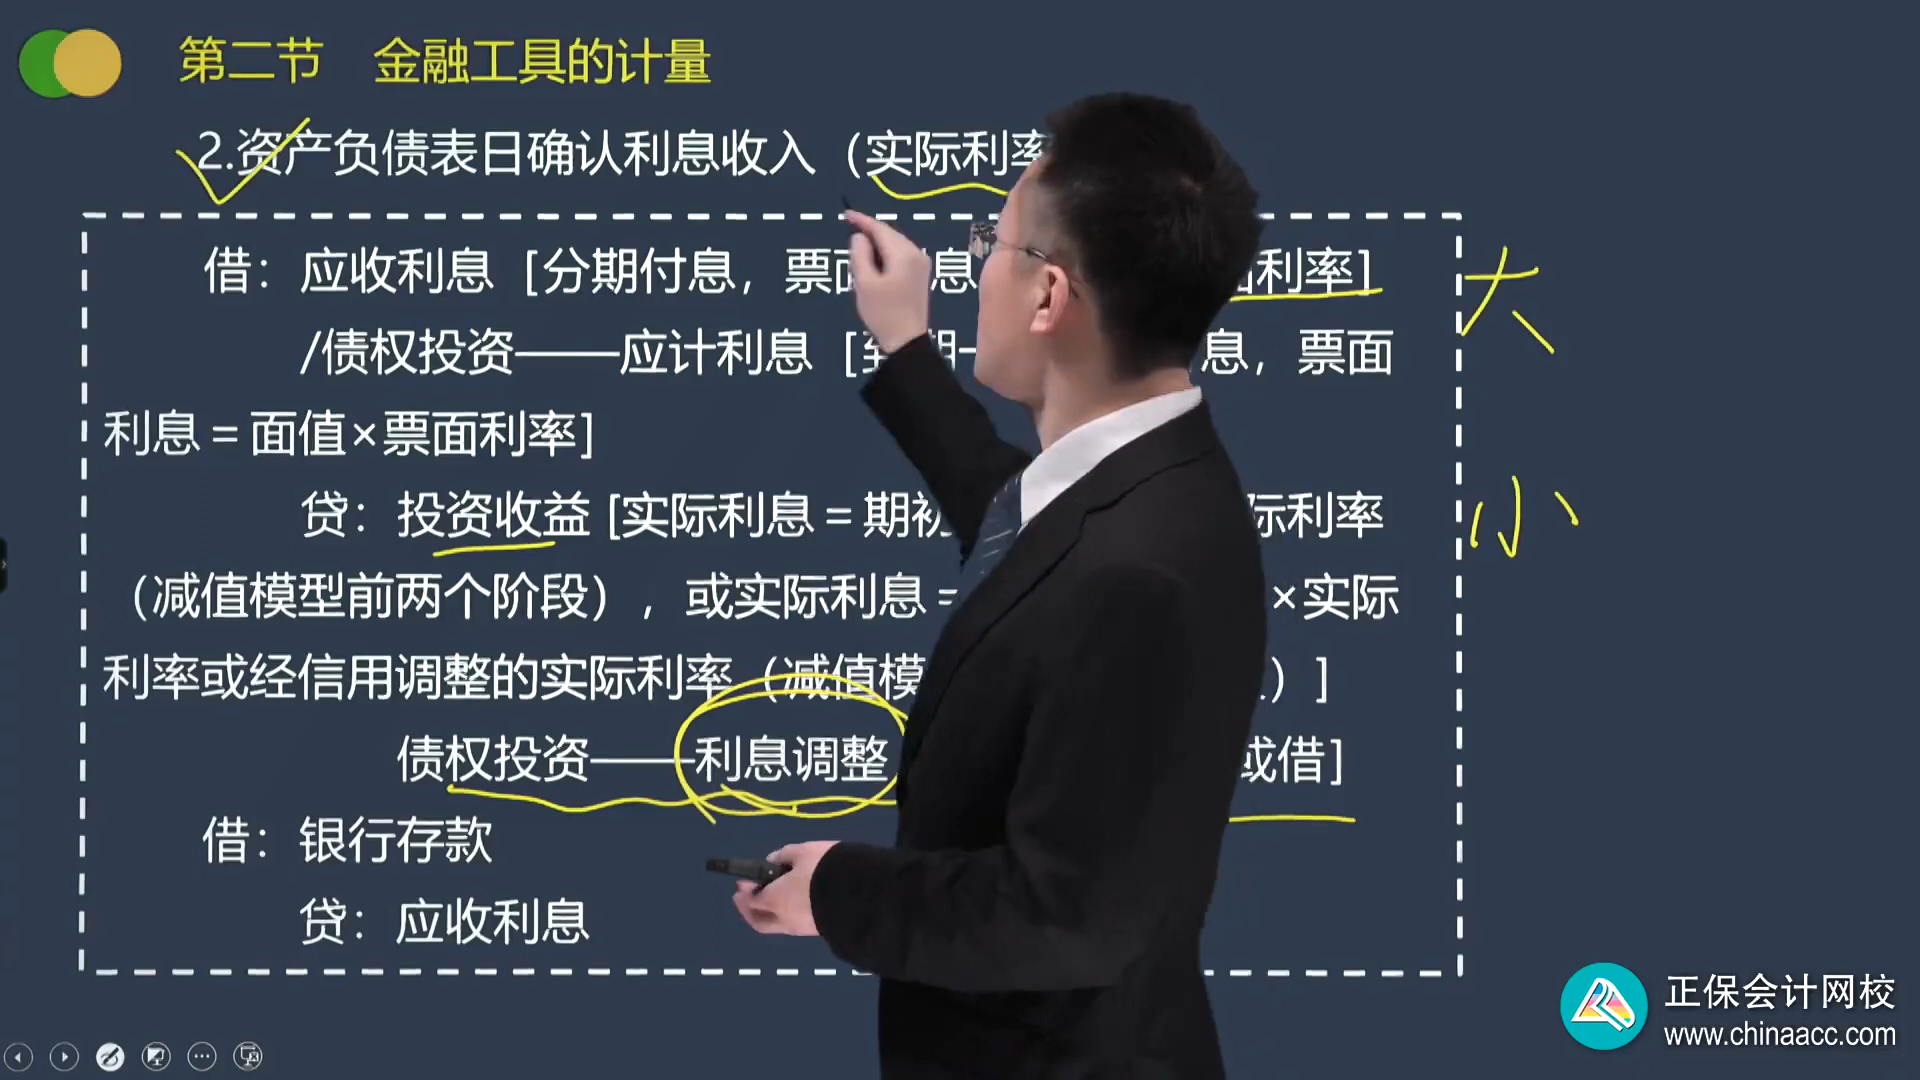 第二节 金融工具的计量
2.资产负债表日确认利息收入（实际利率
借：应收利息 [分期付息，票面 息 利率]
/债权投资——应计利息 [到期 息，票面
利息＝面值×票面利率]
贷：投资收益 [实际利息＝期初 际利率
（减值模型前两个阶段），或实际利息＝ ×实际
利率或经信用调整的实际利率（减值模 ）]
债权投资——利息调整 或借]
借：银行存款
贷：应收利息
大
小
正保会计网校
www.chinaacc.com